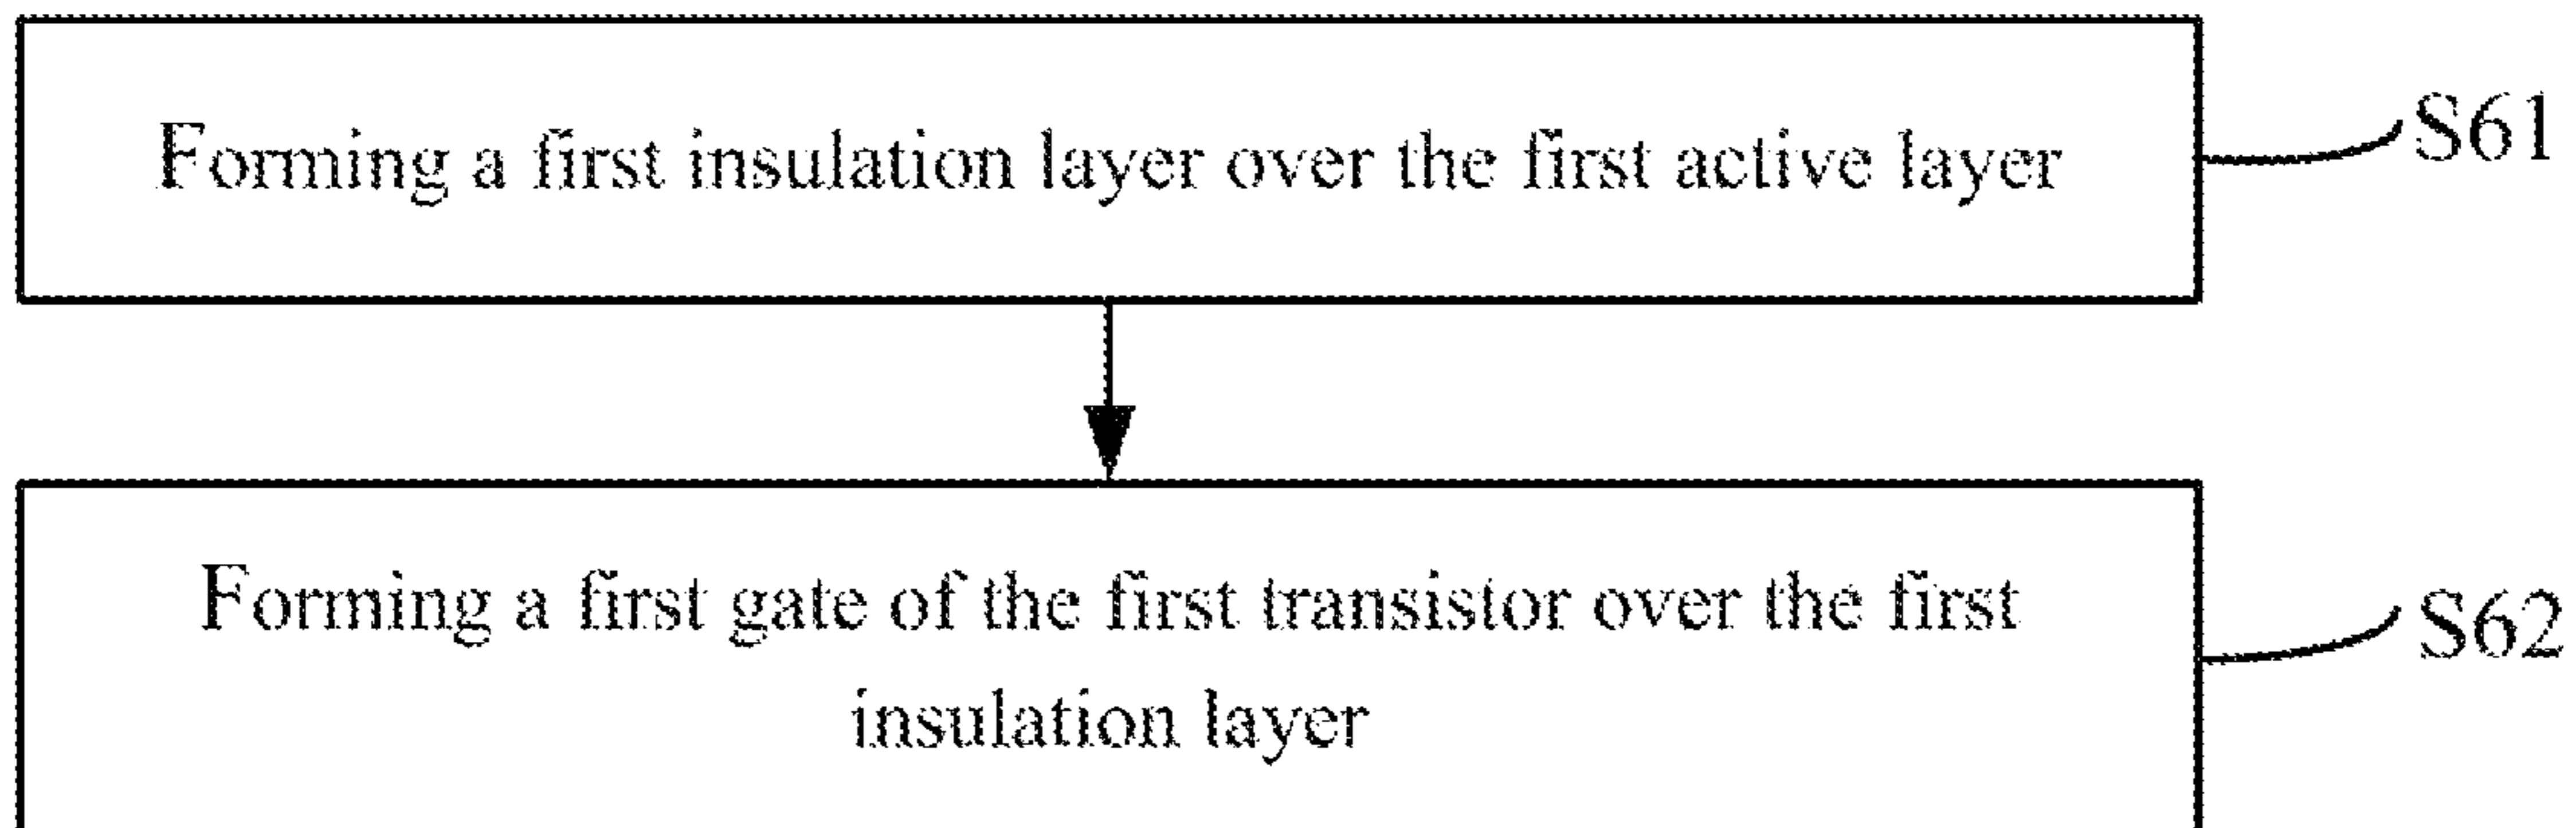 Forming a first insulation layer over the first active layer
S61
Forming a first gate of the first transistor over the first
insulation layer
S62